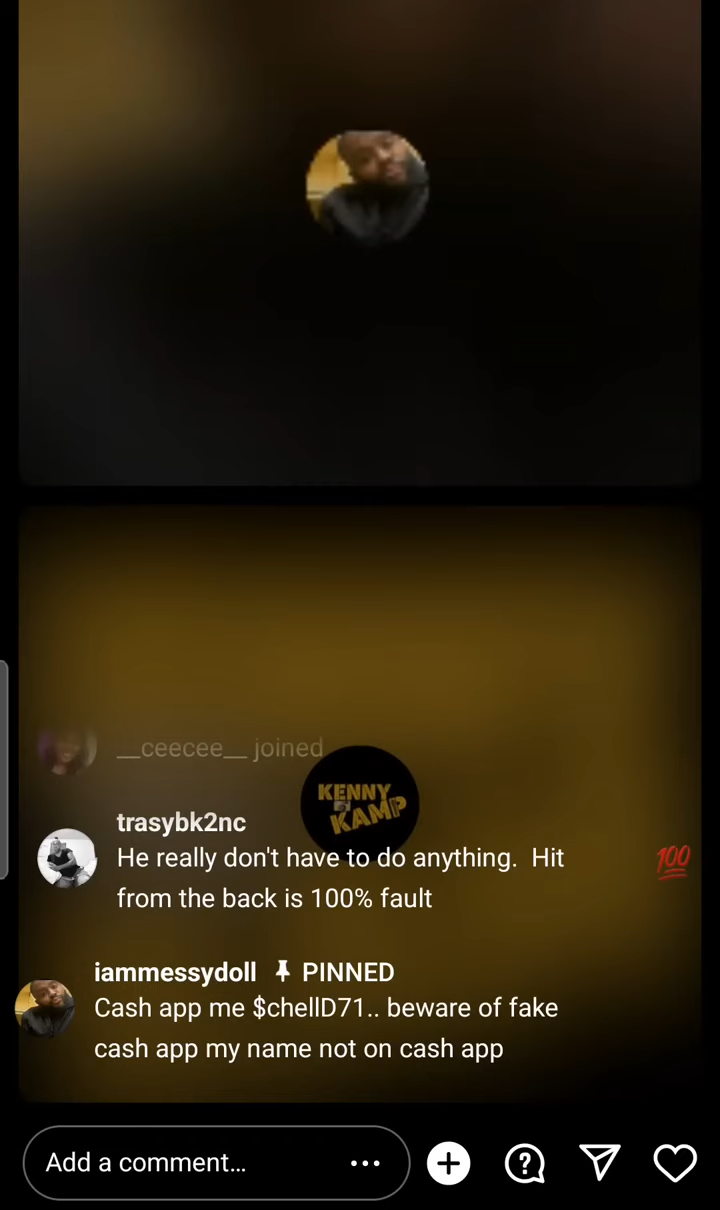 __ceecee__ joined
KENNY
KAMP
trasybk2nc
He really don't have to do anything.  Hit
from the back is 100% fault
100
iammessydoll PINNED
Cash app me $chellD71.. beware of fake
cash app my name not on cash app
Add a comment...